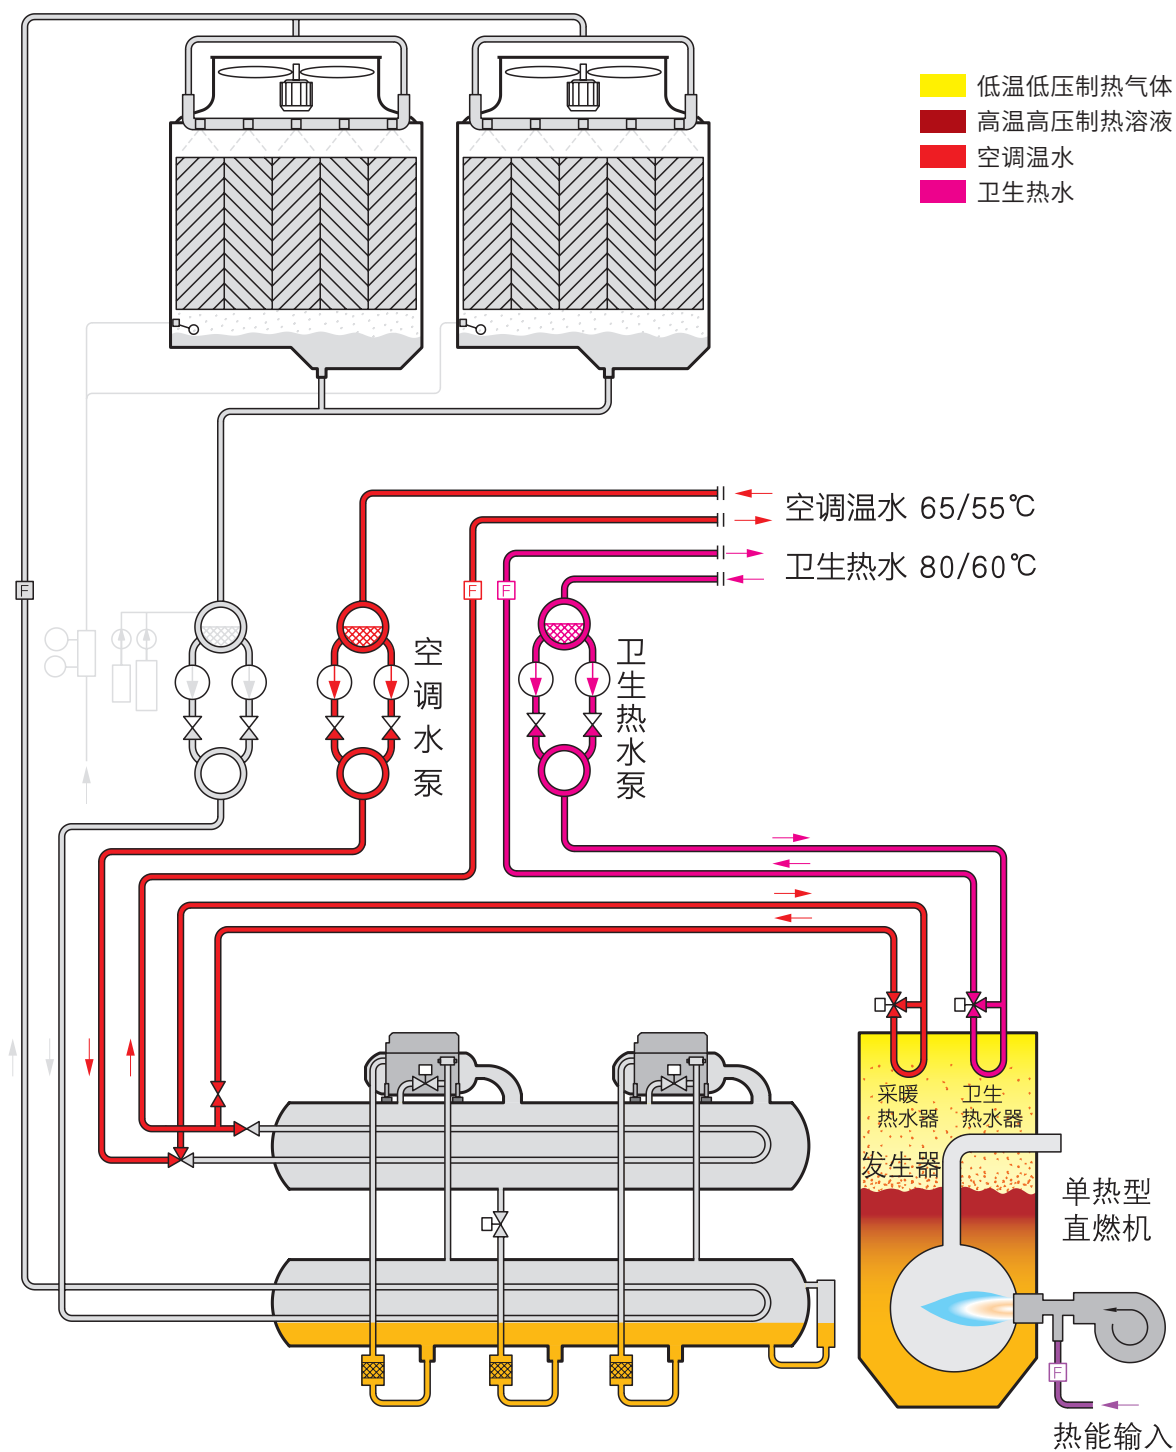 低温低压制热气体
高温高压制热溶液
空调温水
卫生热水
空调温水 65/55℃
卫生热水 80/60℃
F
F
F
空调水泵
卫生热水泵
采暖
热水器
卫生
热水器
发生器
单热型
直燃机
F
热能输入